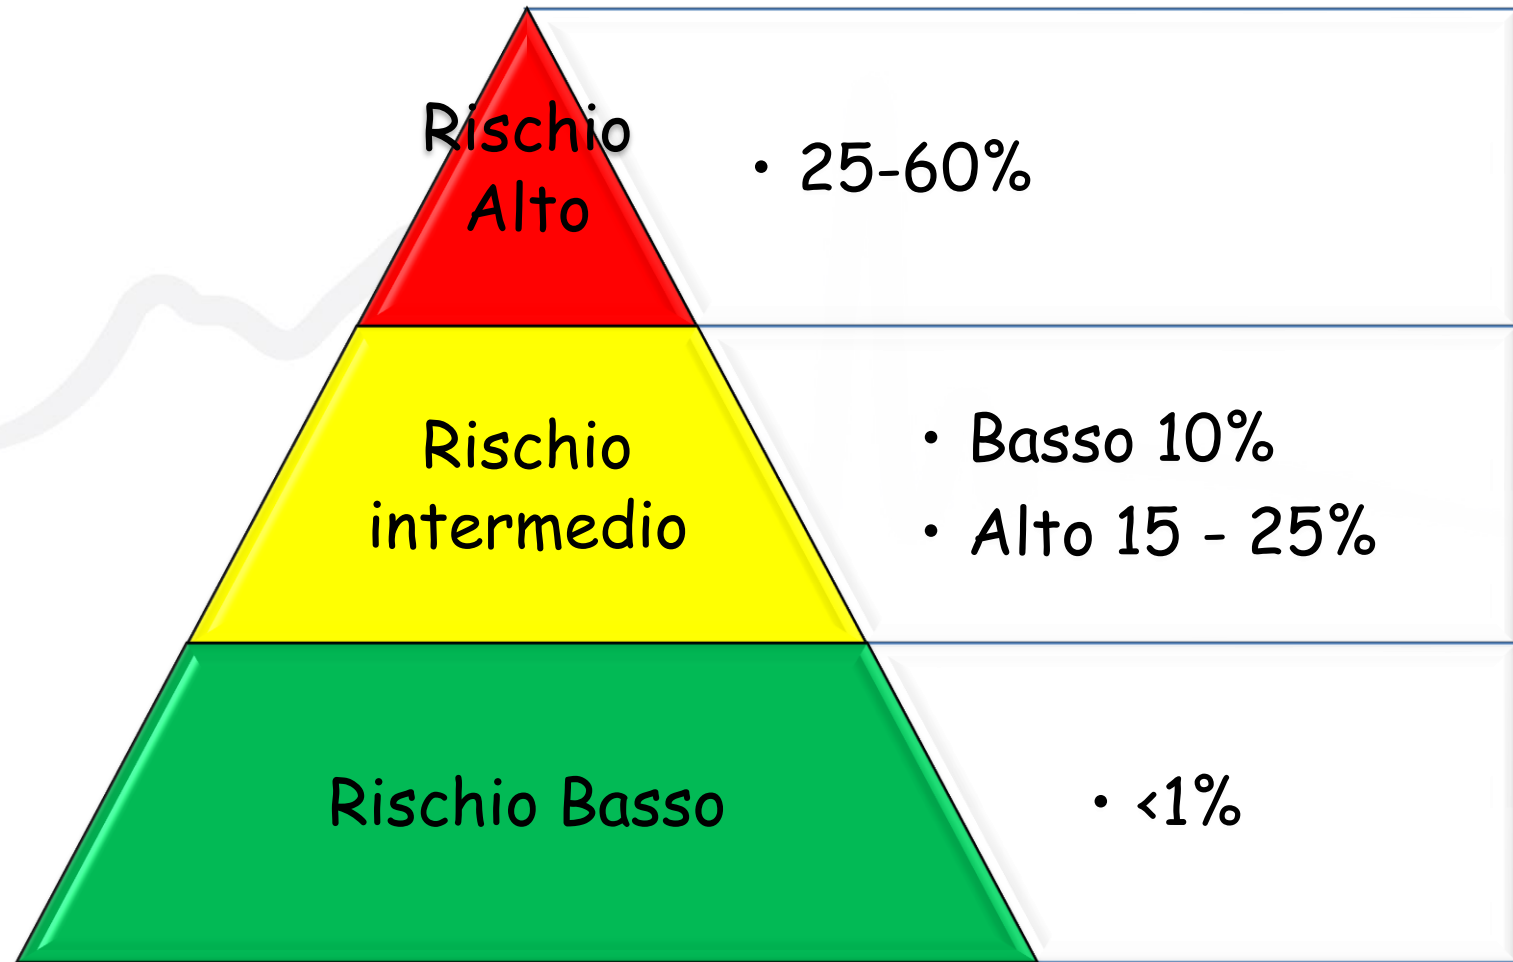 Rischio
Alto
• 25-60%
Rischio
intermedio
• Basso 10%
• Alto 15 - 25%
Rischio Basso
• <1%